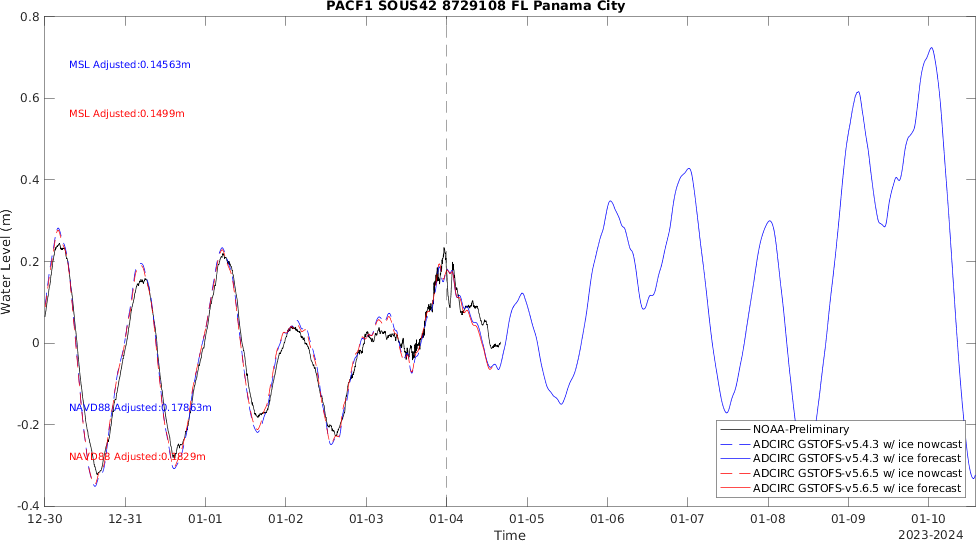 PACF1 SOUS42 8729108 FL Panama City
0.8
0.6
0.4
0.2
0
-0.2
-0.4
Water Level (m)
MSL Adjusted:0.14563m
MSL Adjusted:0.1499m
NAVD88 Adjusted:0.17863m
NAVD88 Adjusted:
NOAA-Preliminary
ADCIRC GSTOFS-v5.4.3 w/ ice nowcast
ADCIRC GSTOFS-v5.4.3 w/ ice forecast
ADCIRC GSTOFS-v5.6.5 w/ ice nowcast
ADCIRC GSTOFS-v5.6.5 w/ ice forecast
12-30 12-31 01-01 01-02 01-03 01-04 01-05 01-06 01-07 01-08 01-09 01-10
2023-2024
Time